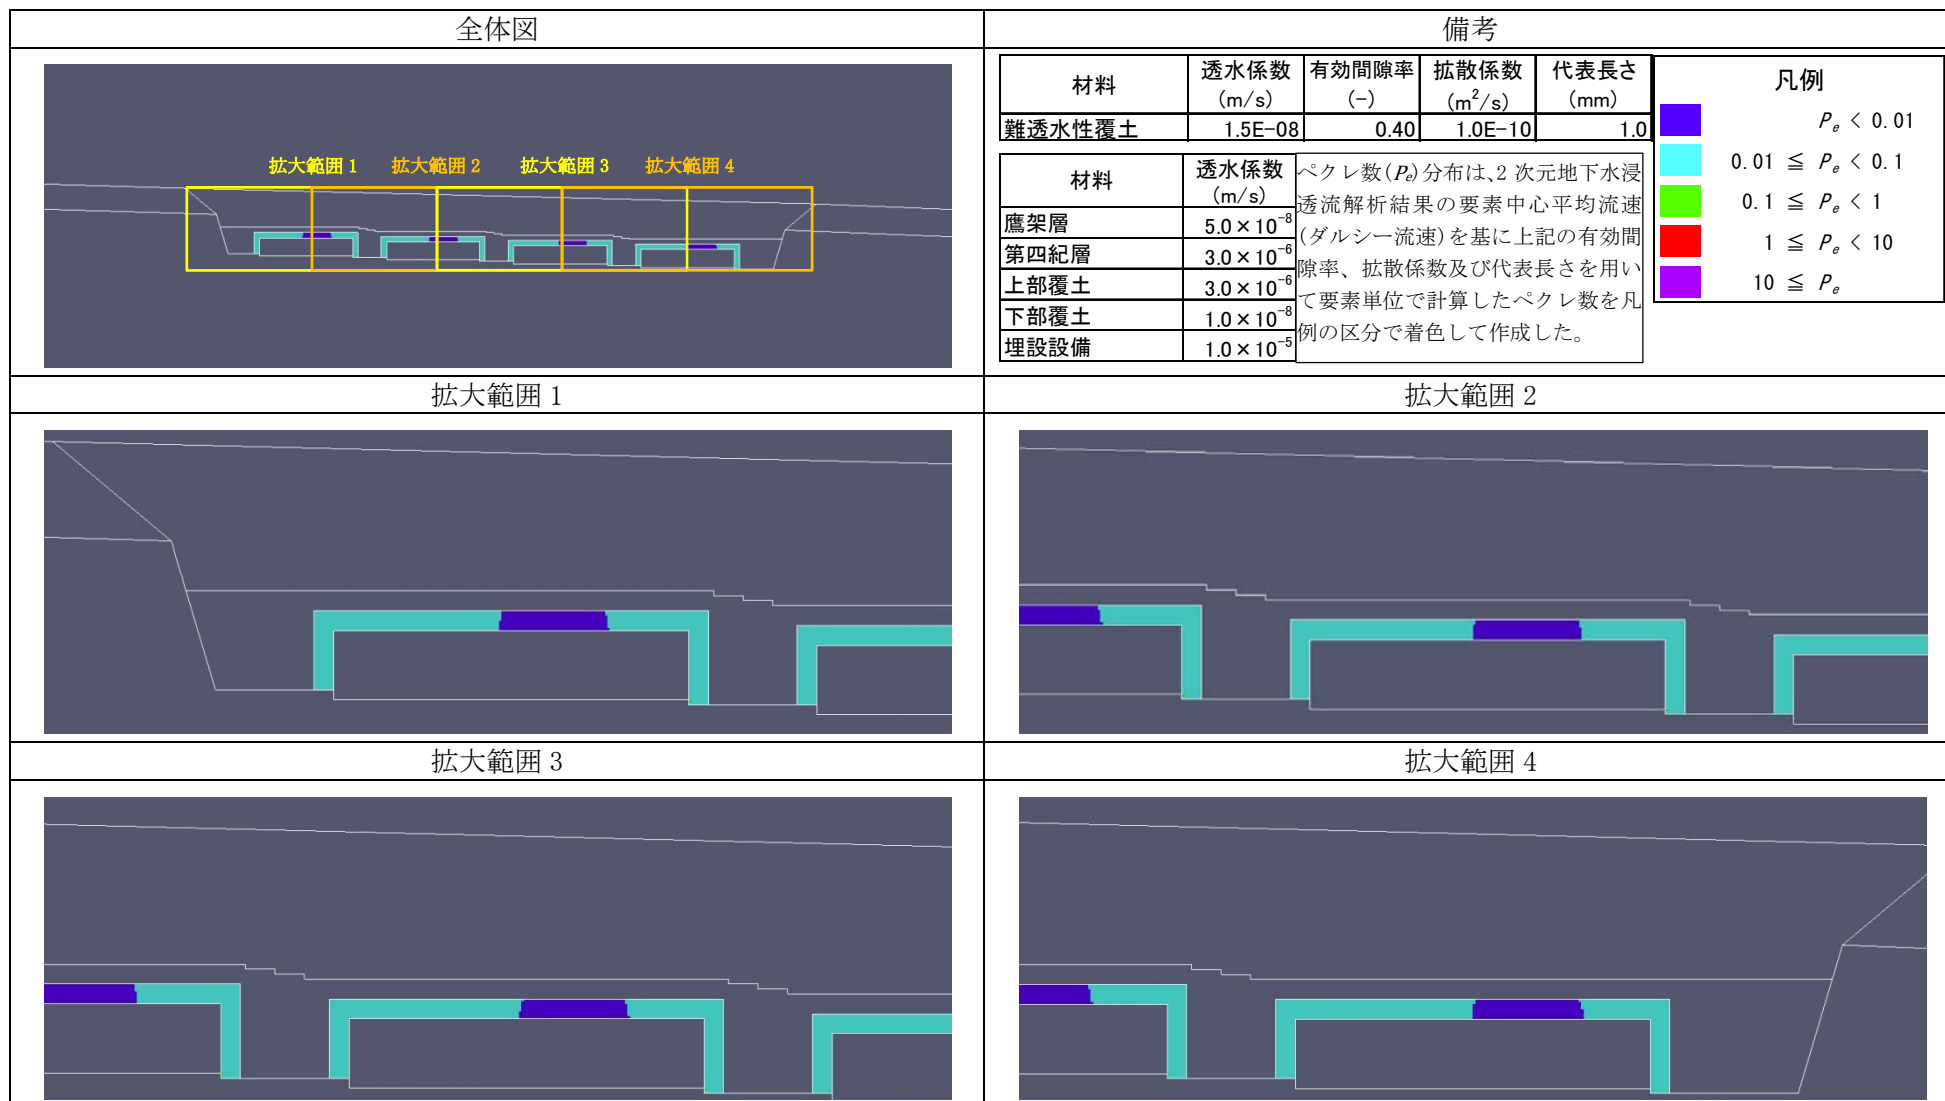 全体図
備考
拡大範囲 1
拡大範囲 2
拡大範囲 3
拡大範囲 4
材料 透水係数 (m/s) 有効間隙率 (-) 拡散係数 (m²/s) 代表長さ (mm)
難透水性覆土 1.5E-08 0.40 1.0E-10 1.0
材料 透水係数 (m/s)
鷹架層 5.0×10⁻⁸
第四紀層 3.0×10⁻⁶
上部覆土 3.0×10⁻⁶
下部覆土 1.0×10⁻⁸
埋設設備 1.0×10⁻⁵
ペクレ数(Pₑ)分布は、2 次元地下水浸
透流解析結果の要素中心平均流速
(ダルシー流速)を基に上記の有効間
隙率、拡散係数及び代表長さを用い
て要素単位で計算したペクレ数を凡
例の区分で着色して作成した。
凡例
Pₑ < 0.01
0.01 ≦ Pₑ < 0.1
0.1 ≦ Pₑ < 1
1 ≦ Pₑ < 10
10 ≦ Pₑ
拡大範囲 1
拡大範囲 2
拡大範囲 3
拡大範囲 4